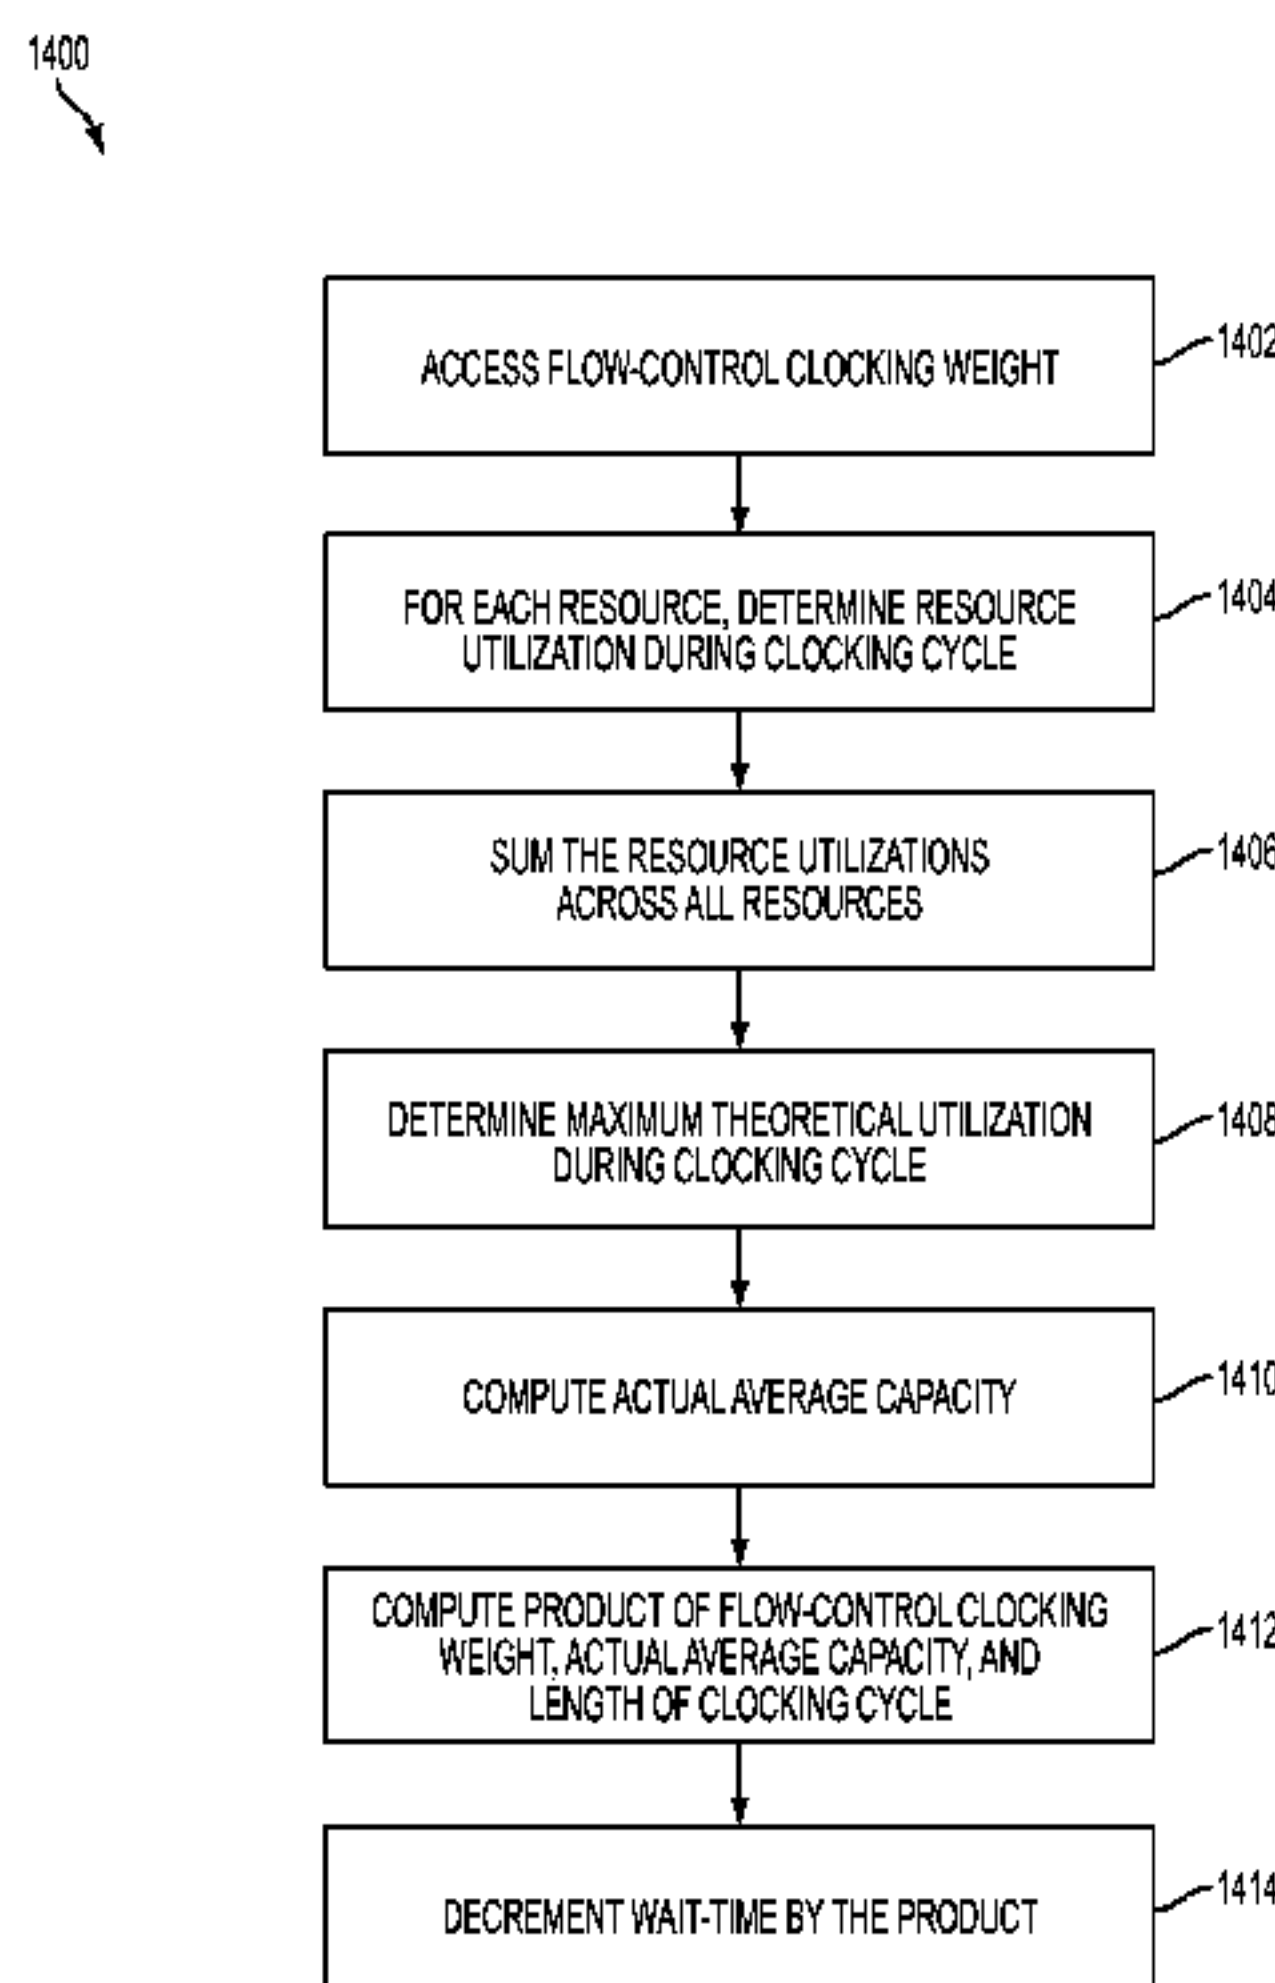 1400
ACCESS FLOW-CONTROL CLOCKING WEIGHT
1402
FOR EACH RESOURCE, DETERMINE RESOURCE
UTILIZATION DURING CLOCKING CYCLE
1404
SUM THE RESOURCE UTILIZATIONS
ACROSS ALL RESOURCES
1406
DETERMINE MAXIMUM THEORETICAL UTILIZATION
DURING CLOCKING CYCLE
1408
COMPUTE ACTUAL AVERAGE CAPACITY
1410
COMPUTE PRODUCT OF FLOW-CONTROL CLOCKING
WEIGHT, ACTUAL AVERAGE CAPACITY, AND
LENGTH OF CLOCKING CYCLE
1412
DECREMENT WAIT-TIME BY THE PRODUCT
1414